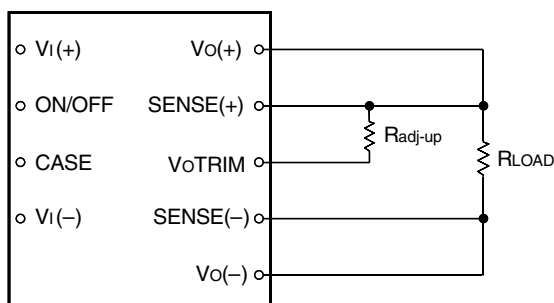 VI(+)
VO(+)
ON/OFF
SENSE(+)
Radj-up
CASE
VOTRIM
RLOAD
VI(–)
SENSE(–)
VO(–)